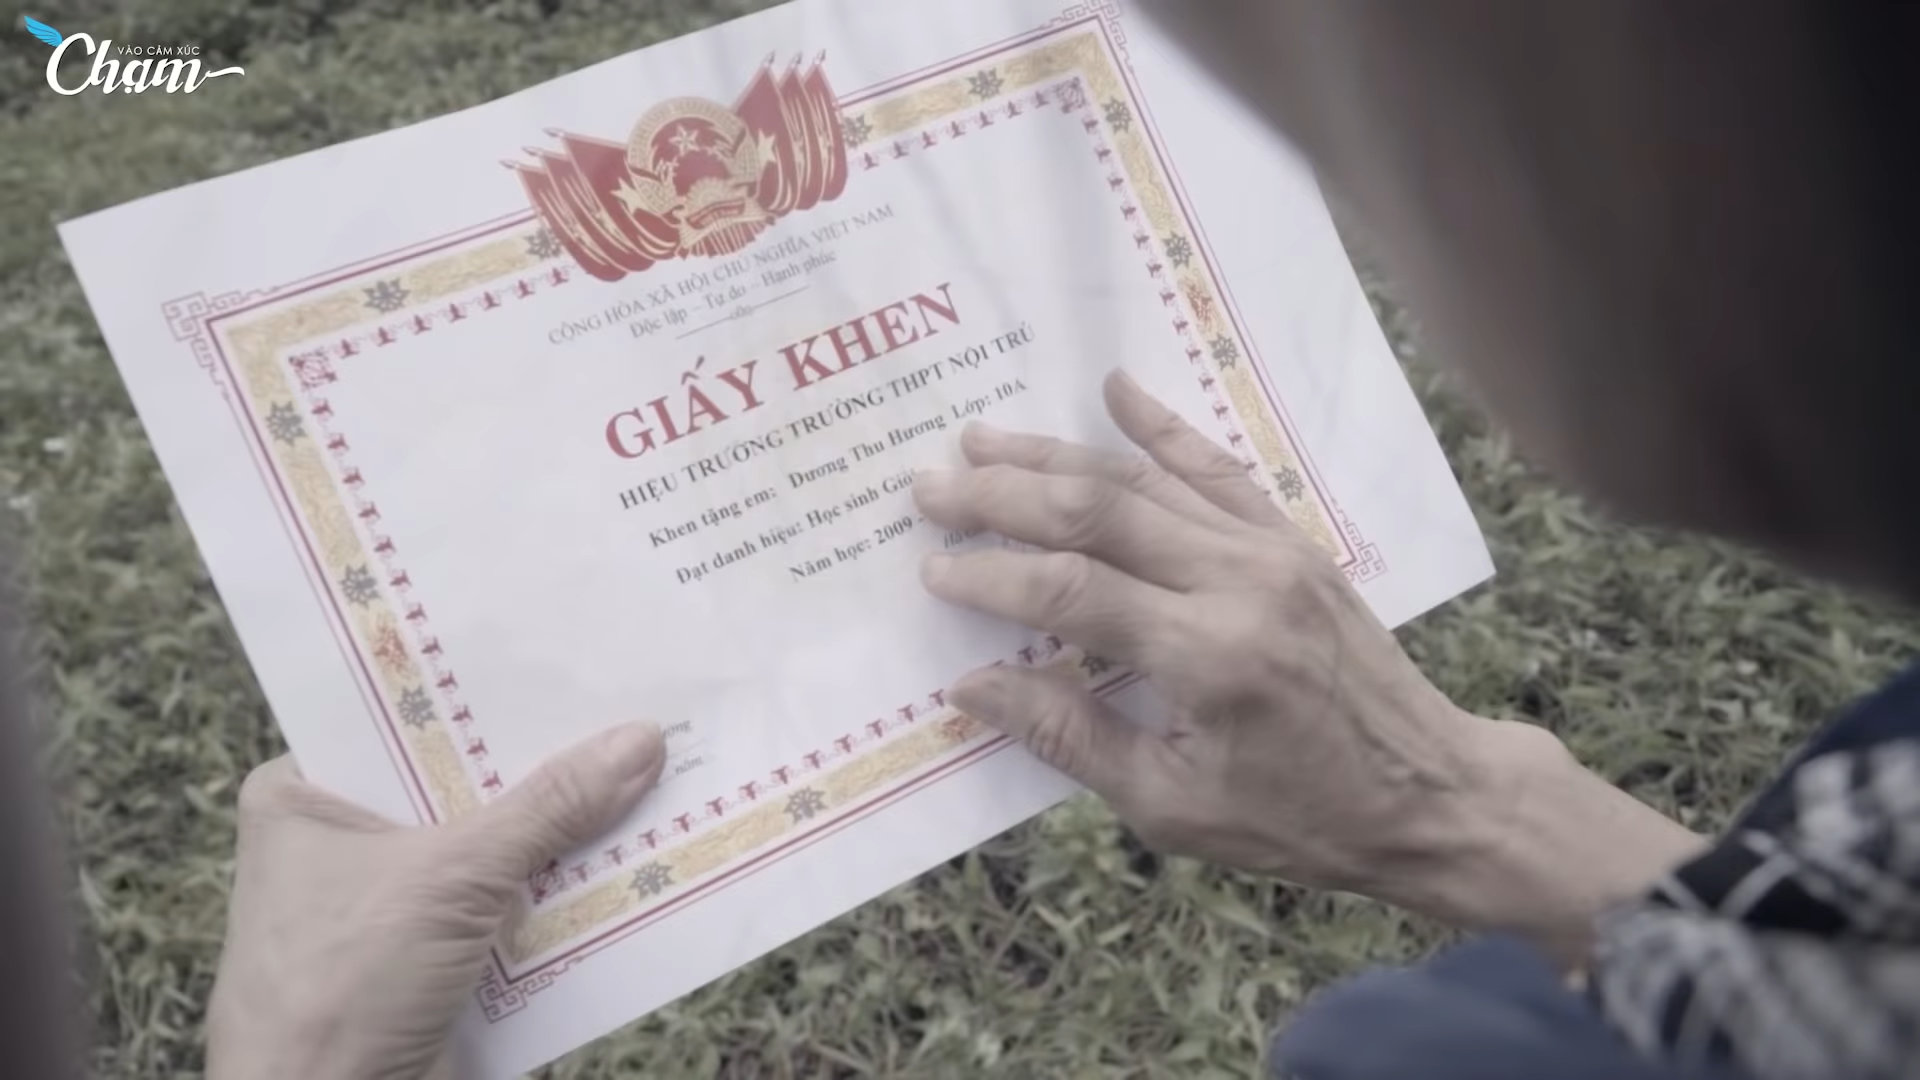 VÀO CẢM XÚC
Chạm
CỘNG HÒA XÃ HỘI CHỦ NGHĨA VIỆT NAM
Độc lập – Tự do – Hạnh phúc
GIẤY KHEN
HIỆU TRƯỞNG TRƯỜNG THPT NỘI TRÚ
Khen tặng em: Dương Thu Hương Lớp: 10A
Đạt danh hiệu: Học sinh Giỏi
Năm học: 2009 -
năm